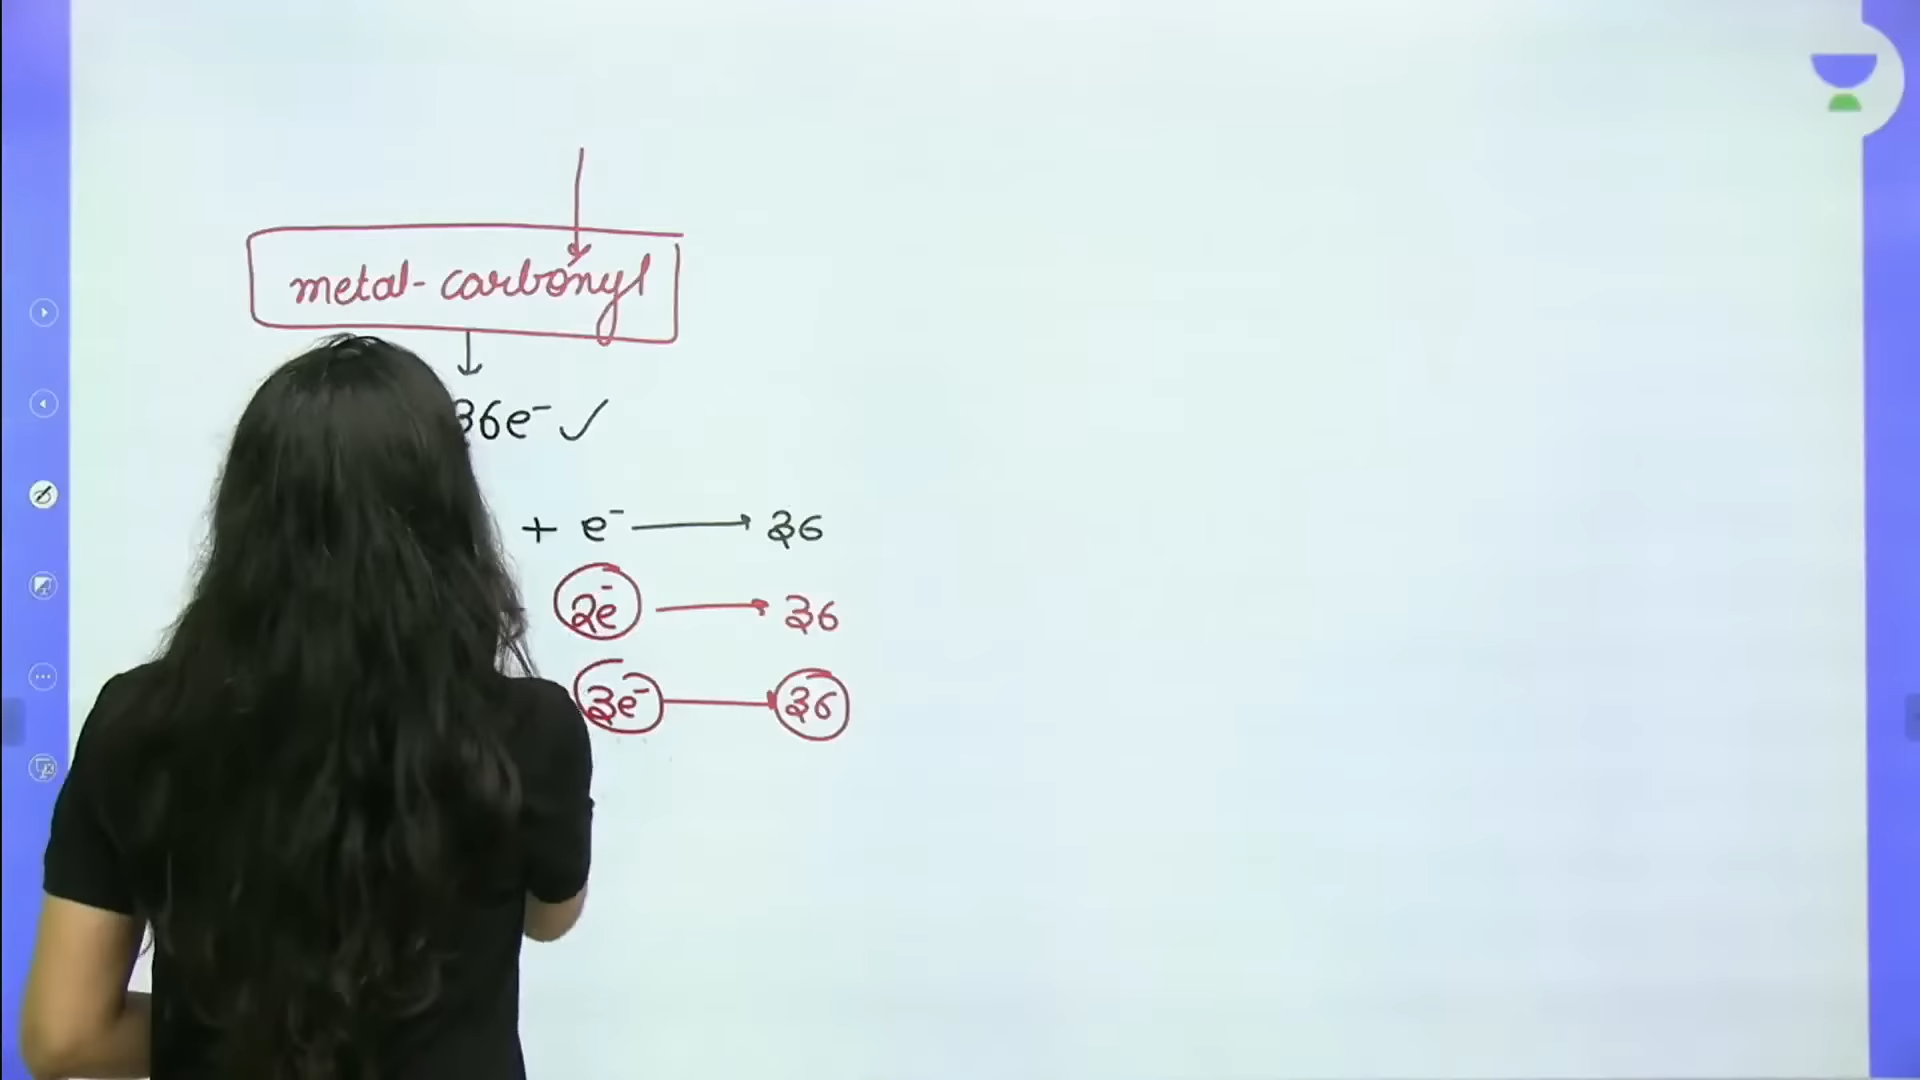 metal-carbonyl
36e⁻ ✓
+ e⁻ → 36
2e⁻ → 36
3e⁻ → 36